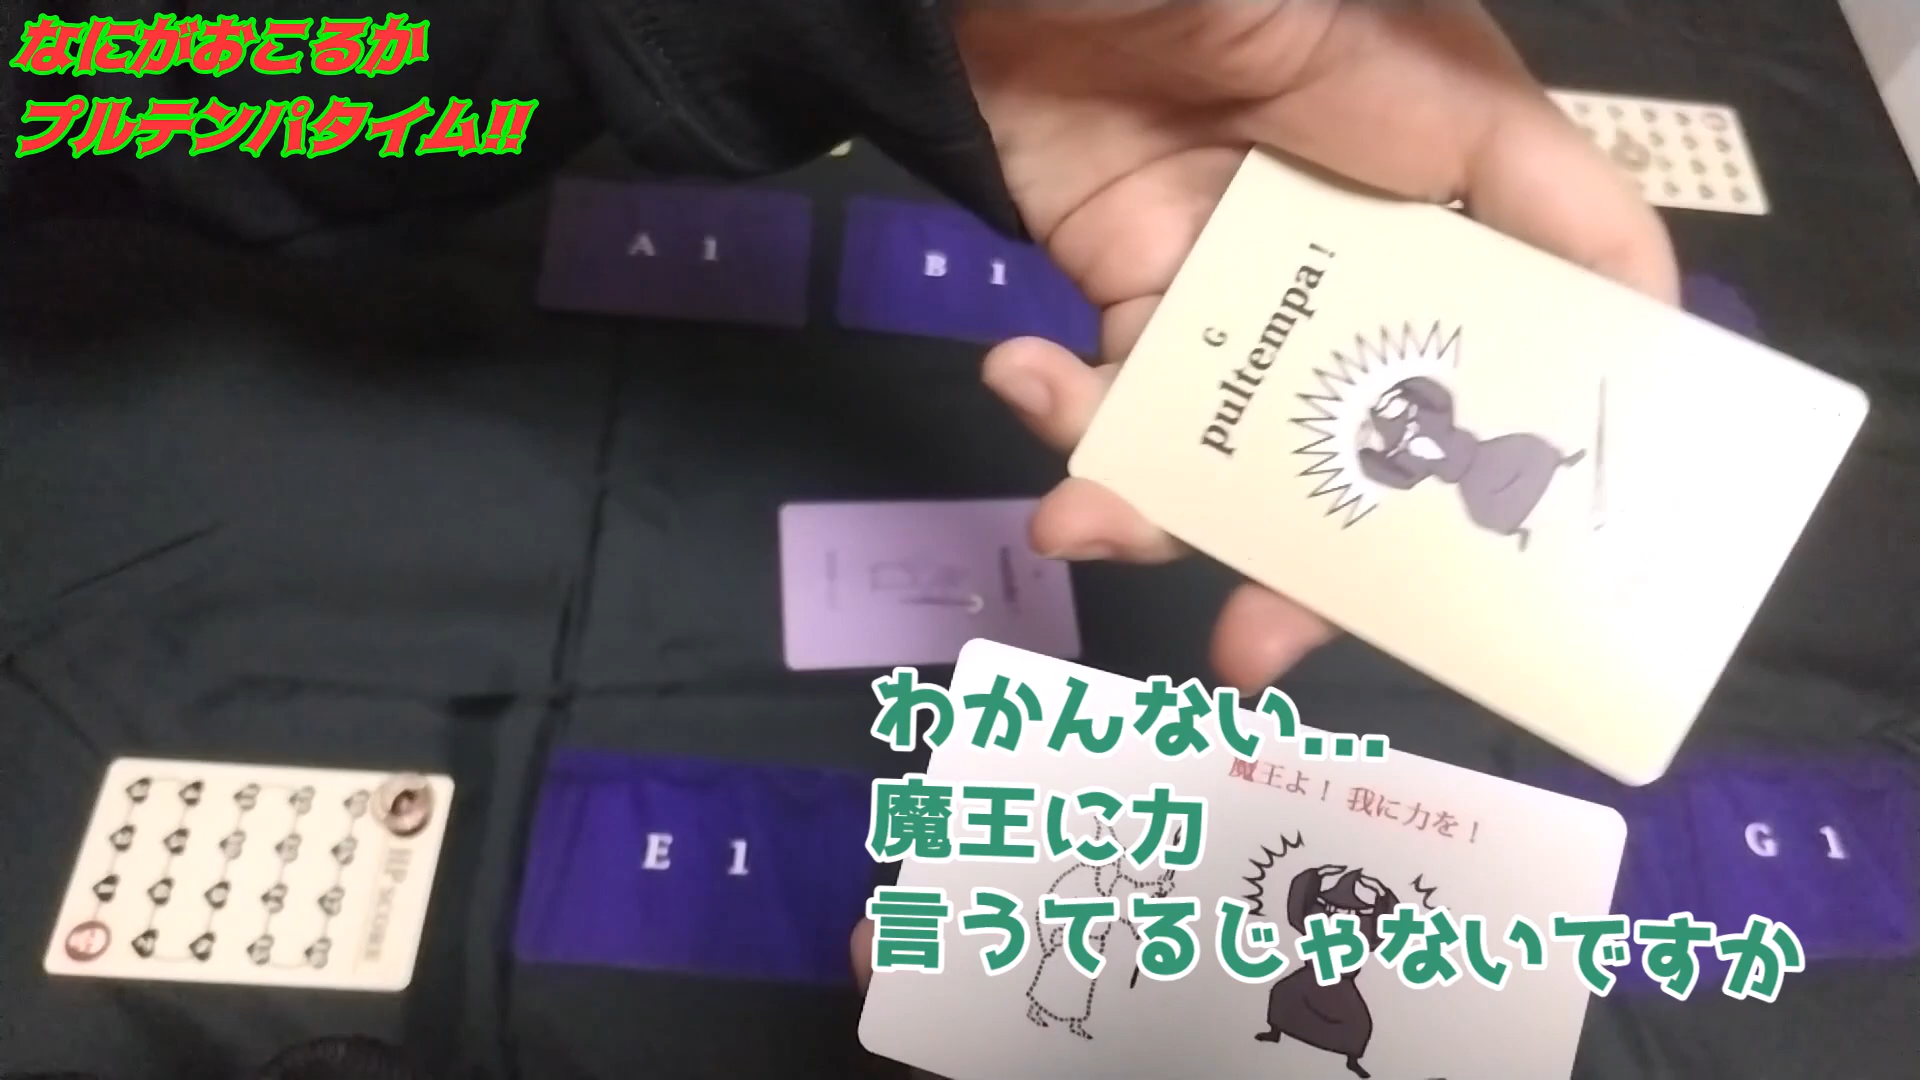 なにがおこるか
プルテンパタイム!!
A 1
B 1
G
pultempa!
わかんない...
魔王よ！我に力を！
魔王に力
言うてるじゃないですか
E 1
G 1
HP SCORE